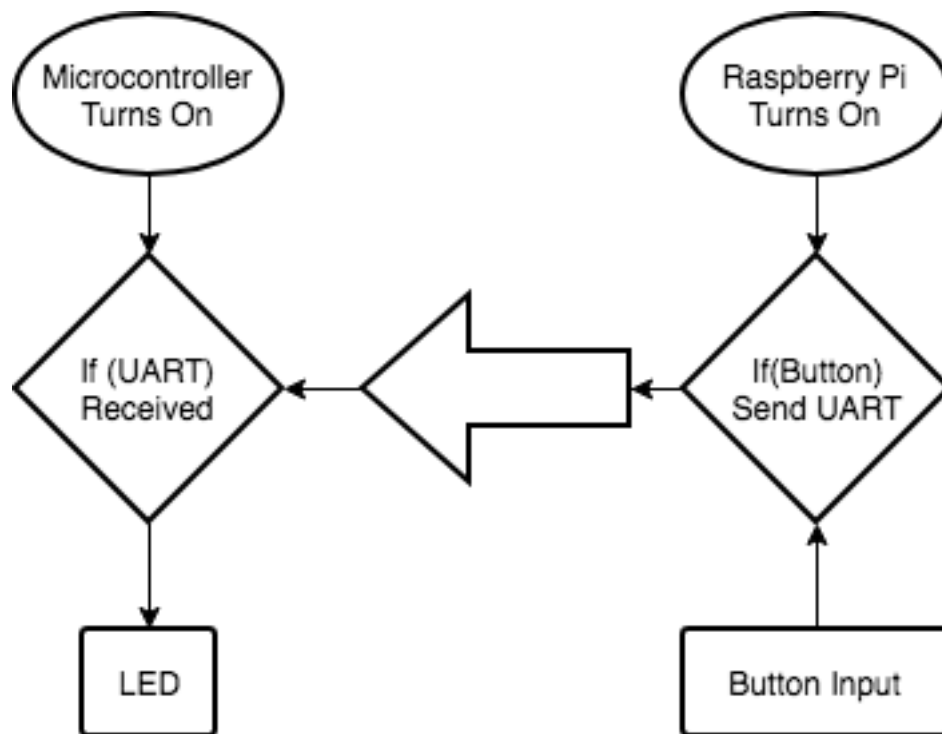 Microcontroller
Turns On
Raspberry Pi
Turns On
If (UART)
Received
If(Button)
Send UART
LED
Button Input